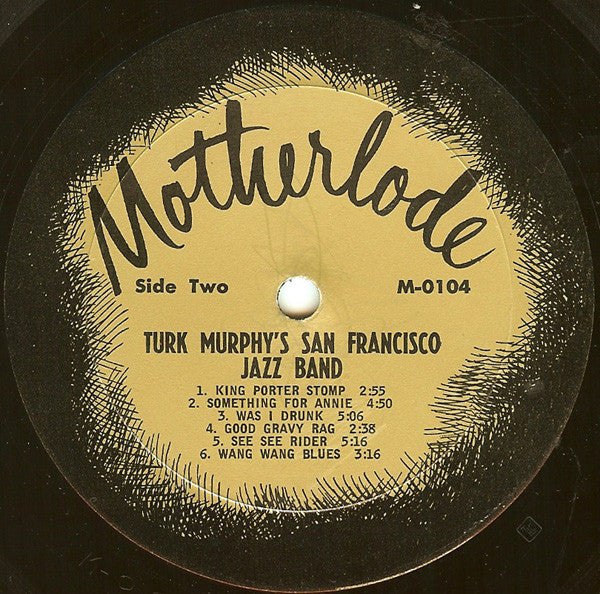 Motherlode
Side Two M-0104
TURK MURPHY'S SAN FRANCISCO
JAZZ BAND
1. KING PORTER STOMP 2:55
2. SOMETHING FOR ANNIE 4:50
3. WAS I DRUNK 5:06
4. GOOD GRAVY RAG 2:38
5. SEE SEE RIDER 5:16
6. WANG WANG BLUES 3:16